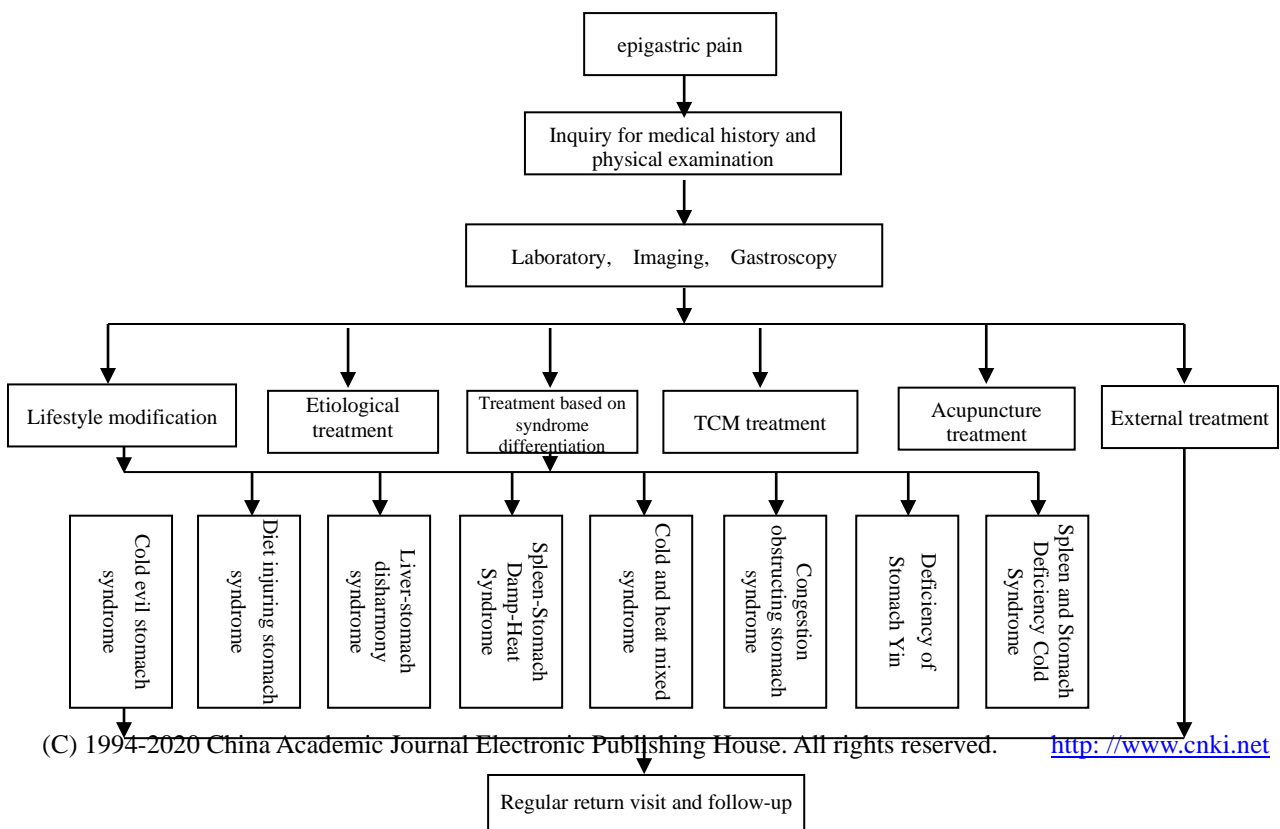 epigastric pain
Inquiry for medical history and
physical examination
Laboratory, Imaging, Gastroscopy
Lifestyle modification
Etiological
treatment
Treatment based on
syndrome
differentiation
TCM treatment
Acupuncture
treatment
External treatment
Cold evil stomach
syndrome
Diet injuring stomach
syndrome
Liver-stomach
disharmony
syndrome
Spleen-Stomach
Damp-Heat
Syndrome
Cold and heat mixed
syndrome
Congestion
obstructing stomach
syndrome
Deficiency of
Stomach Yin
Spleen and Stomach
Deficiency Cold
Syndrome
(C) 1994-2020 China Academic Journal Electronic Publishing House. All rights reserved. http: //www.cnki.net
Regular return visit and follow-up